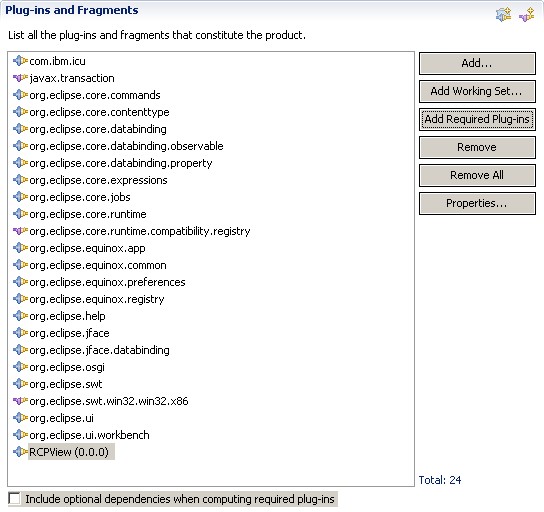 Plug-ins and Fragments
List all the plug-ins and fragments that constitute the product.
com.ibm.icu
javax.transaction
org.eclipse.core.commands
org.eclipse.core.contenttype
org.eclipse.core.databinding
org.eclipse.core.databinding.observable
org.eclipse.core.databinding.property
org.eclipse.core.expressions
org.eclipse.core.jobs
org.eclipse.core.runtime
org.eclipse.core.runtime.compatibility.registry
org.eclipse.equinox.app
org.eclipse.equinox.common
org.eclipse.equinox.preferences
org.eclipse.equinox.registry
org.eclipse.help
org.eclipse.jface
org.eclipse.jface.databinding
org.eclipse.osgi
org.eclipse.swt
org.eclipse.swt.win32.win32.x86
org.eclipse.ui
org.eclipse.ui.workbench
RCPView (0.0.0)
Add...
Add Working Set...
Add Required Plug-ins
Remove
Remove All
Properties...
Total: 24
Include optional dependencies when computing required plug-ins